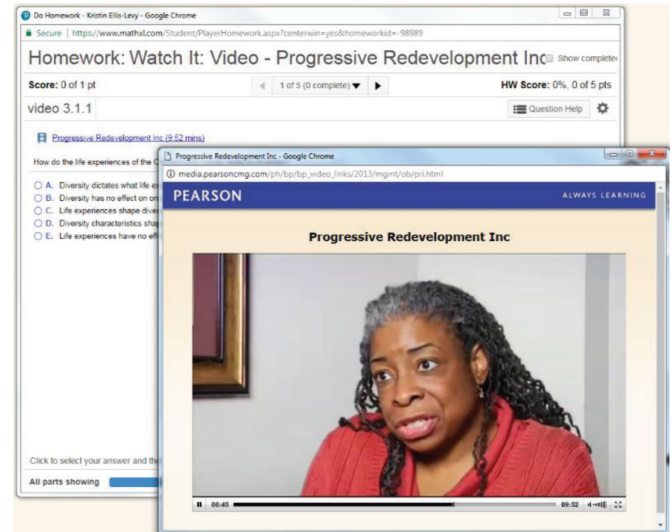 Do Homework - Kristin Ellis-Levy - Google Chrome
Secure | https://www.mathxl.com/Student/PlayerHomework.aspx?centerwin=yes&homeworkid=-98989
Homework: Watch It: Video - Progressive Redevelopment Inc
Show complete
Score: 0 of 1 pt
1 of 5 (0 complete)
HW Score: 0%, 0 of 5 pts
video 3.1.1
Question Help
Progressive Redevelopment Inc (9:52 mins)
How do the life experiences of the
A. Diversity dictates what life
B. Diversity has no effect on
C. Life experiences shape
D. Diversity characteristics
E. Life experiences have no
Progressive Redevelopment Inc - Google Chrome
media.pearsoncmg.com/ph/bp/bp_video_links/2013/mgmt/ob/pri.html
PEARSON
ALWAYS LEARNING
Progressive Redevelopment Inc
06:45
09:52
Click to select your answer and
All parts showing